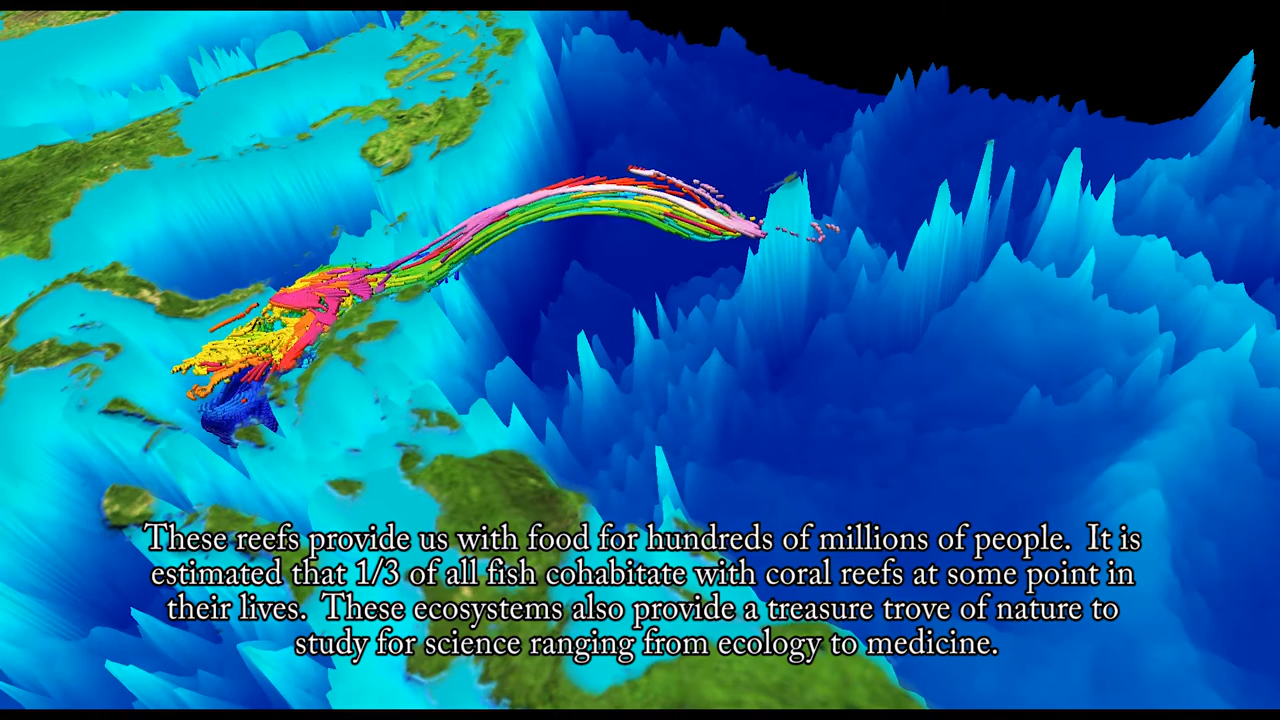 These reefs provide us with food for hundreds of millions of people.  It is
estimated that 1/3 of all fish cohabitate with coral reefs at some point in
their lives.  These ecosystems also provide a treasure trove of nature to
study for science ranging from ecology to medicine.